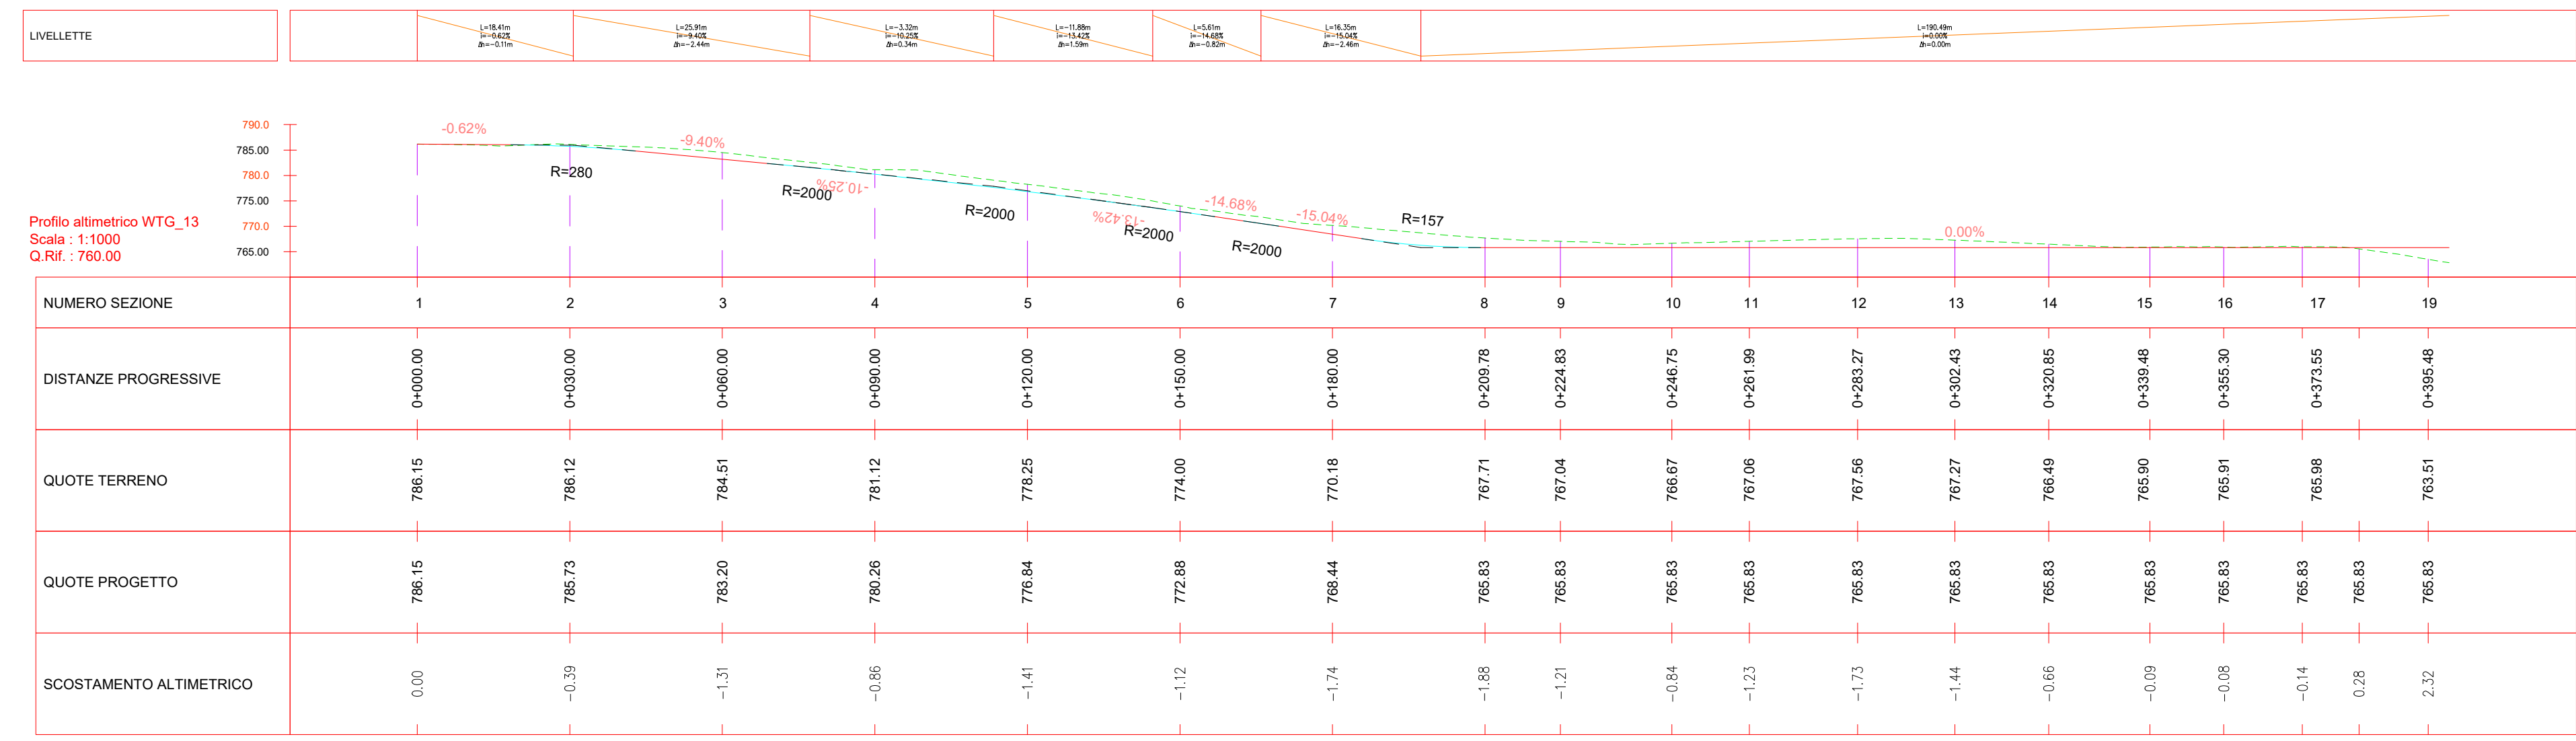 LIVELLETTE
L=18.41m
i=-0.62%
Δh=-0.11m
L=25.91m
i=-9.40%
Δh=-2.44m
L=-3.32m
i=-10.25%
Δh=0.34m
L=-11.88m
i=-13.42%
Δh=1.59m
L=5.61m
i=-14.68%
Δh=-0.82m
L=16.35m
i=-15.04%
Δh=-2.46m
L=190.49m
i=0.00%
Δh=0.00m
790.0
785.00
780.0
775.00
770.0
765.00
Profilo altimetrico WTG_13
Scala : 1:1000
Q.Rif. : 760.00
-0.62%
-9.40%
-10.25%
-13.42%
-14.68%
-15.04%
0.00%
R=280
R=2000
R=2000
R=2000
R=2000
R=157
NUMERO SEZIONE 1 2 3 4 5 6 7 8 9 10 11 12 13 14 15 16 17 19
DISTANZE PROGRESSIVE 0+000.00 0+030.00 0+060.00 0+090.00 0+120.00 0+150.00 0+180.00 0+209.78 0+224.83 0+246.75 0+261.99 0+283.27 0+302.43 0+320.85 0+339.48 0+355.30 0+373.55 0+395.48
QUOTE TERRENO 786.15 786.12 784.51 781.12 778.25 774.00 770.18 767.71 767.04 766.67 767.06 767.56 767.27 766.49 765.90 765.91 765.98 763.51
QUOTE PROGETTO 786.15 785.73 783.20 780.26 776.84 772.88 768.44 765.83 765.83 765.83 765.83 765.83 765.83 765.83 765.83 765.83 765.83 765.83 765.83
SCOSTAMENTO ALTIMETRICO 0.00 -0.39 -1.31 -0.86 -1.41 -1.12 -1.74 -1.88 -1.21 -0.84 -1.23 -1.73 -1.44 -0.66 -0.09 -0.08 -0.14 0.28 2.32